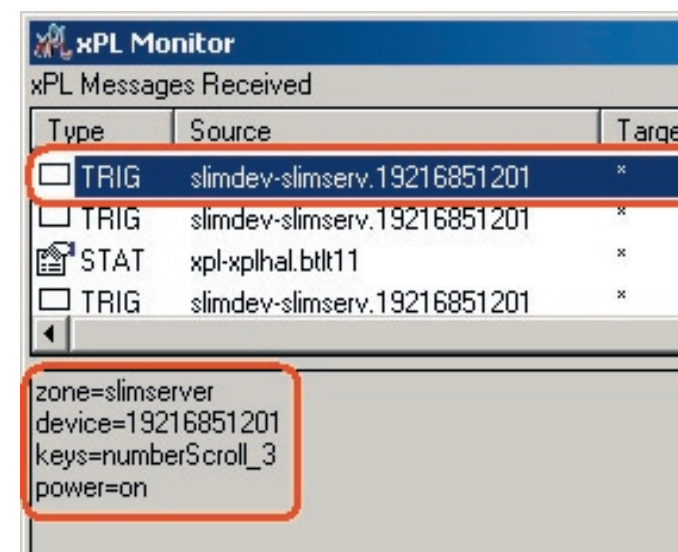 xPL Monitor
xPL Messages Received
Type Source Targe
TRIG slimdev-slimserv.19216851201 *
TRIG slimdev-slimserv.19216851201 *
STAT xpl-xplhal.btlt11 *
TRIG slimdev-slimserv.19216851201 *
zone=slimserver
device=19216851201
keys=numberScroll_3
power=on